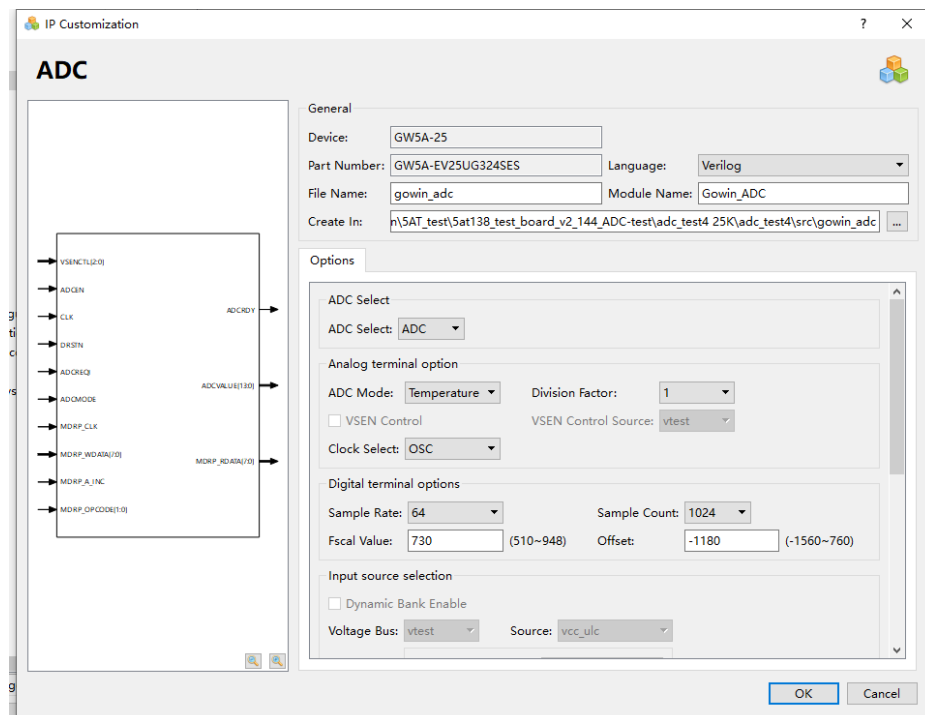 IP Customization
?
ADC
General
Device: GW5A-25
Part Number: GW5A-EV25UG324SES Language: Verilog
File Name: gowin_adc Module Name: Gowin_ADC
Create In: n\5AT_test\5at138_test_board_v2_144_ADC-test\adc_test4 25K\adc_test4\src\gowin_adc ...
VSENCTL[2:0]
ADCEN
CLK
DRSTN
ADCREQI
ADCMODE
MDRP_CLK
MDRP_WDATA[7:0]
MDRP_A_INC
MDRP_OPCODE[1:0]
ADCRDY
ADCVALUE[13:0]
MDRP_RDATA[7:0]
Options
ADC Select
ADC Select: ADC
Analog terminal option
ADC Mode: Temperature Division Factor: 1
VSEN Control VSEN Control Source: vtest
Clock Select: OSC
Digital terminal options
Sample Rate: 64 Sample Count: 1024
Fscal Value: 730 (510~948) Offset: -1180 (-1560~760)
Input source selection
Dynamic Bank Enable
Voltage Bus: vtest Source: vcc_ulc
OK Cancel